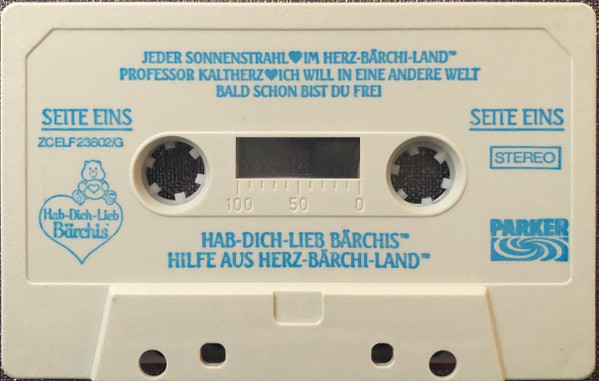 JEDER SONNENSTRAHL♥IM HERZ-BÄRCHI-LAND™
PROFESSOR KALTHERZ♥ICH WILL IN EINE ANDERE WELT
BALD SCHON BIST DU FREI
SEITE EINS
SEITE EINS
ZCELF23802/G
STEREO
100 50 0
Hab-Dich-Lieb
Bärchis™
PARKER
HAB-DICH-LIEB BÄRCHIS™
HILFE AUS HERZ-BÄRCHI-LAND™